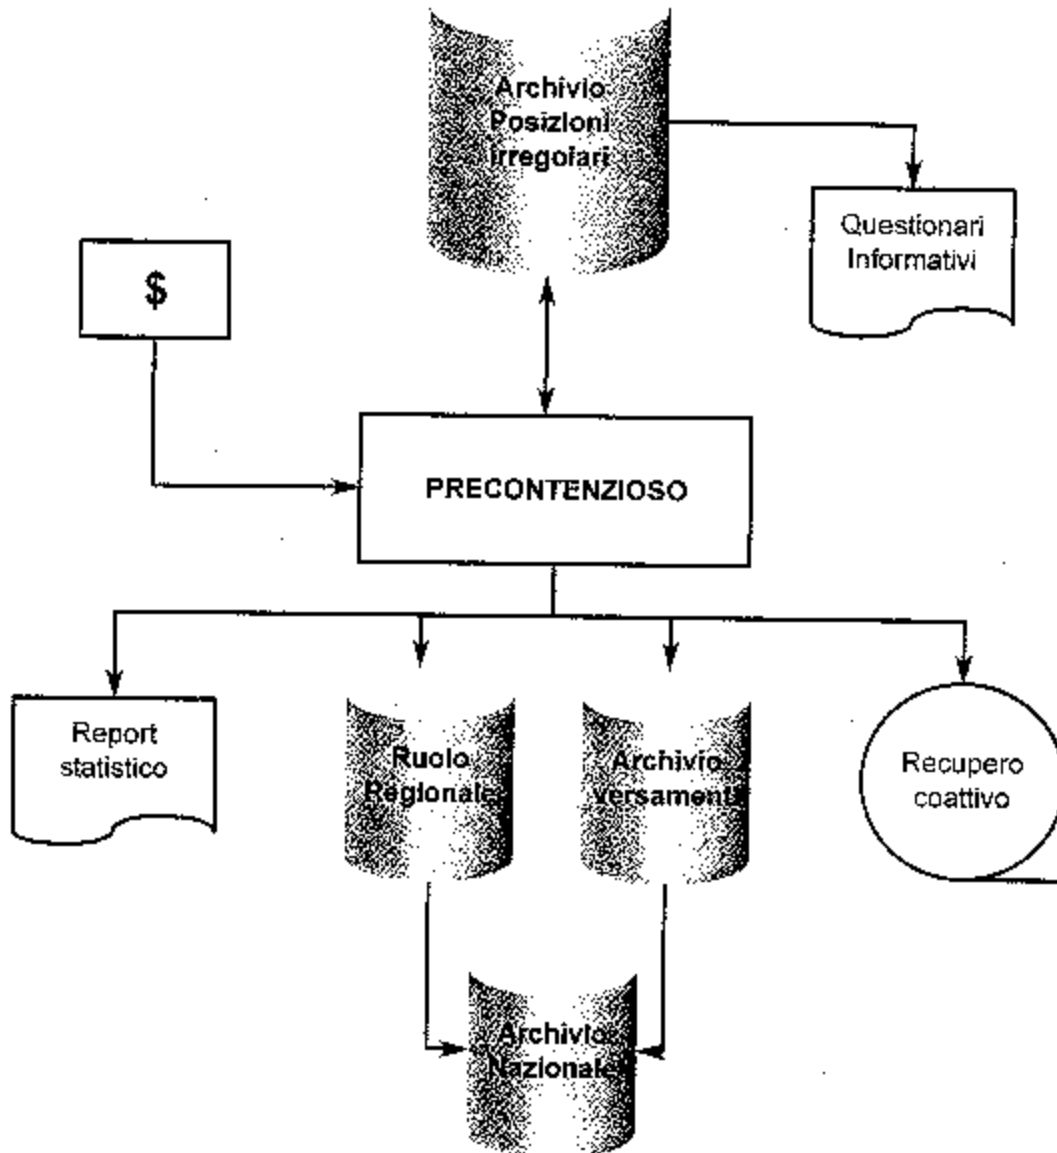 Archivio
Posizioni
irregolari
Questionari
Informativi
$
PRECONTENZIOSO
Report
statistico
Ruolo
Regionale
Archivio
versamenti
Recupero
coattivo
Archivio
Nazionale